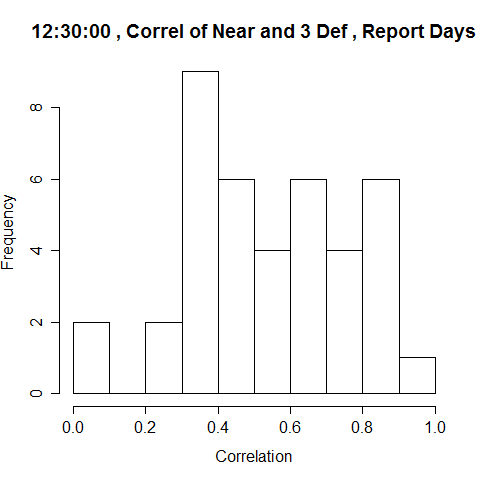 12:30:00 , Correl of Near and 3 Def , Report Days
Frequency
8
6
4
2
0
0.0 0.2 0.4 0.6 0.8 1.0
Correlation